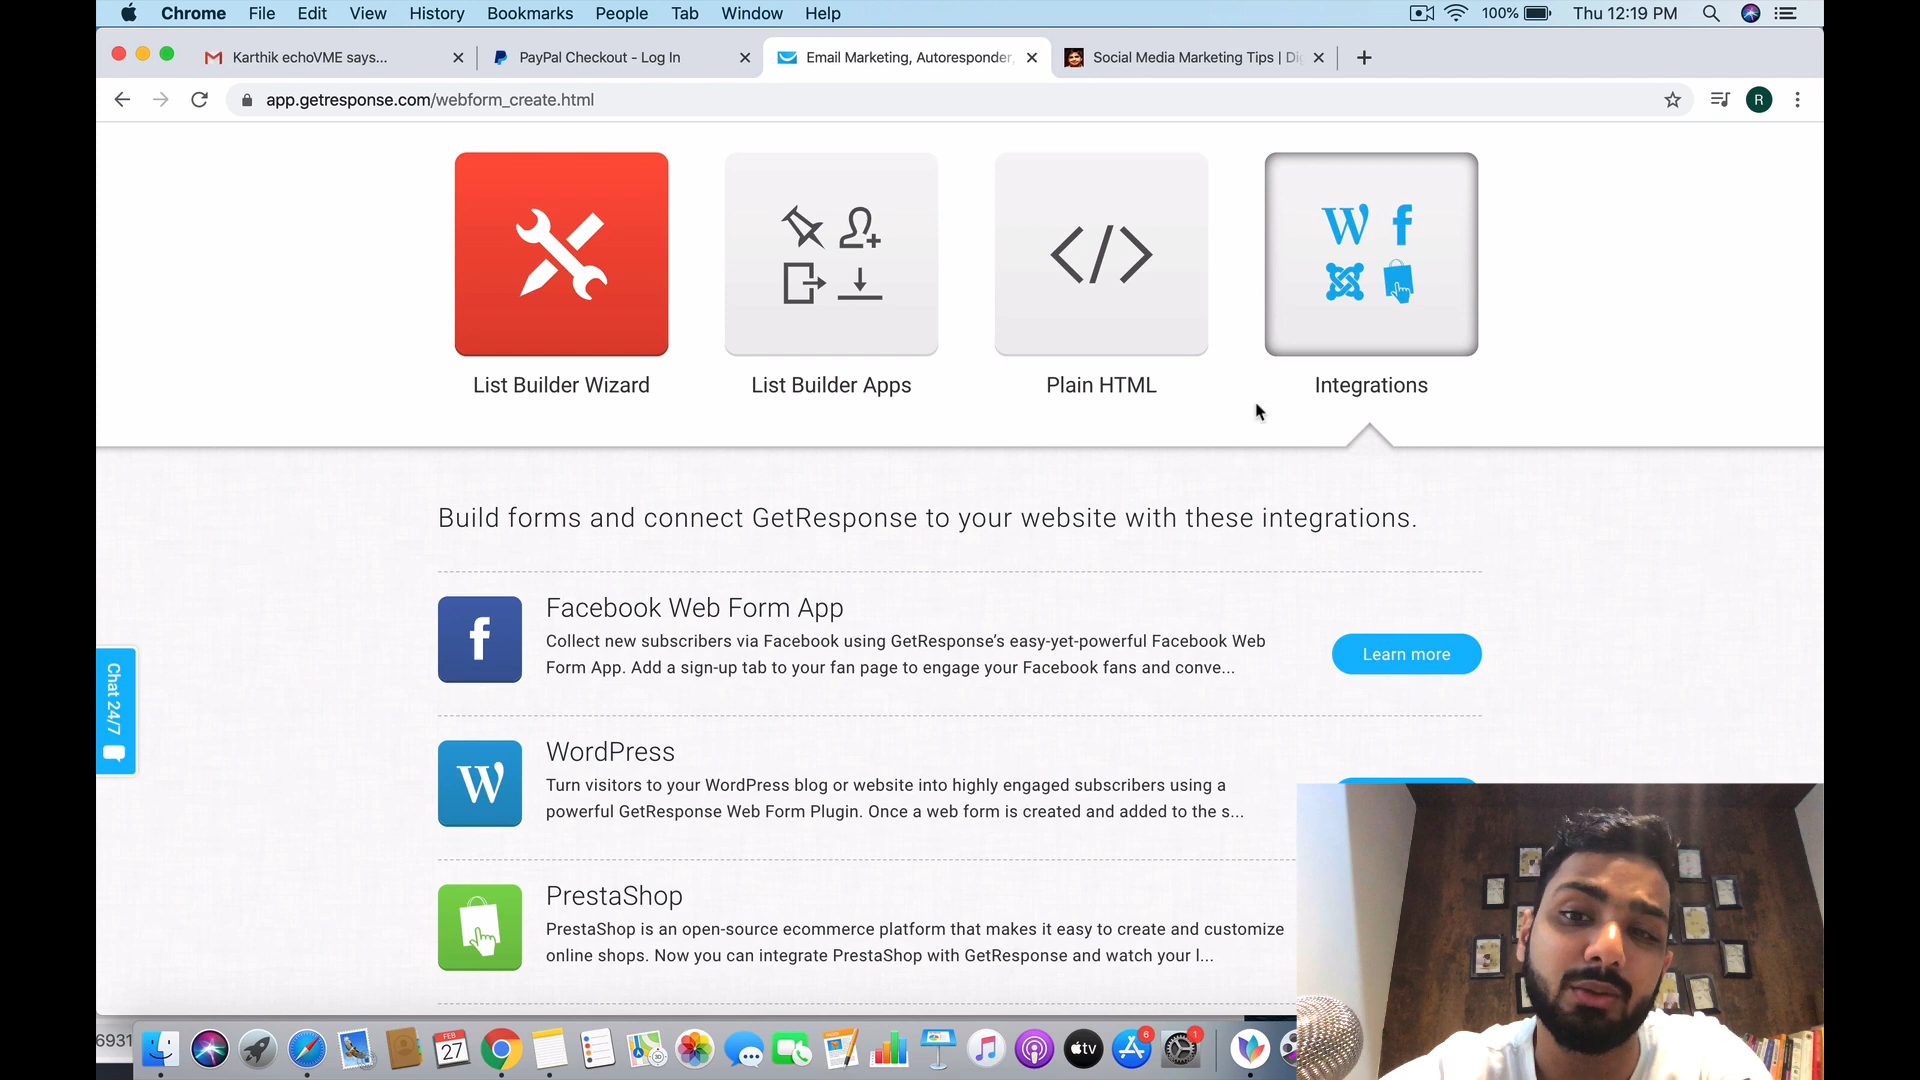 Chrome File Edit View History Bookmarks People Tab Window Help 100% Thu 12:19 PM
Karthik echoVME says... PayPal Checkout - Log In Email Marketing, Autoresponder, Social Media Marketing Tips | Di
app.getresponse.com/webform_create.html R
List Builder Wizard List Builder Apps Plain HTML Integrations
Build forms and connect GetResponse to your website with these integrations.
Facebook Web Form App
Collect new subscribers via Facebook using GetResponse's easy-yet-powerful Facebook Web
Form App. Add a sign-up tab to your fan page to engage your Facebook fans and conve...
Learn more
Chat 24/7
WordPress
Turn visitors to your WordPress blog or website into highly engaged subscribers using a
powerful GetResponse Web Form Plugin. Once a web form is created and added to the s...
PrestaShop
PrestaShop is an open-source ecommerce platform that makes it easy to create and customize
online shops. Now you can integrate PrestaShop with GetResponse and watch your l...
6931
FEB
27
tv
6
1